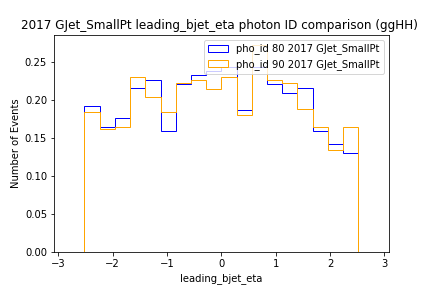 2017 GJet_SmallPt leading_bjet_eta photon ID comparison (ggHH)
pho_id 80 2017 GJet_SmallPt
pho_id 90 2017 GJet_SmallPt
Number of Events
0.25
0.20
0.15
0.10
0.05
0.00
−3 −2 −1 0 1 2 3
leading_bjet_eta